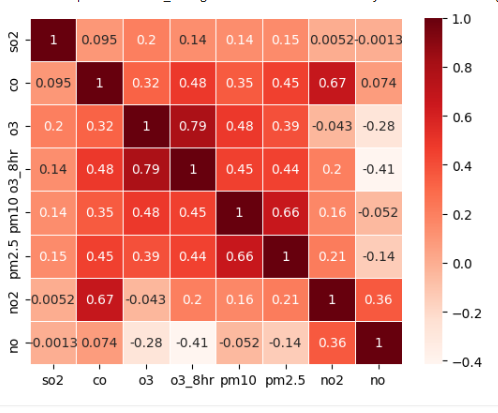 so2 1 0.095 0.2 0.14 0.14 0.15 0.0052 -0.0013
co 0.095 1 0.32 0.48 0.35 0.45 0.67 0.074
o3 0.2 0.32 1 0.79 0.48 0.39 -0.043 -0.28
o3_8hr 0.14 0.48 0.79 1 0.45 0.44 0.2 -0.41
pm10 0.14 0.35 0.48 0.45 1 0.66 0.16 -0.052
pm2.5 0.15 0.45 0.39 0.44 0.66 1 0.21 -0.14
no2 -0.0052 0.67 -0.043 0.2 0.16 0.21 1 0.36
no -0.0013 0.074 -0.28 -0.41 -0.052 -0.14 0.36 1
so2 co o3 o3_8hr pm10 pm2.5 no2 no
1.0
0.8
0.6
0.4
0.2
0.0
−0.2
−0.4